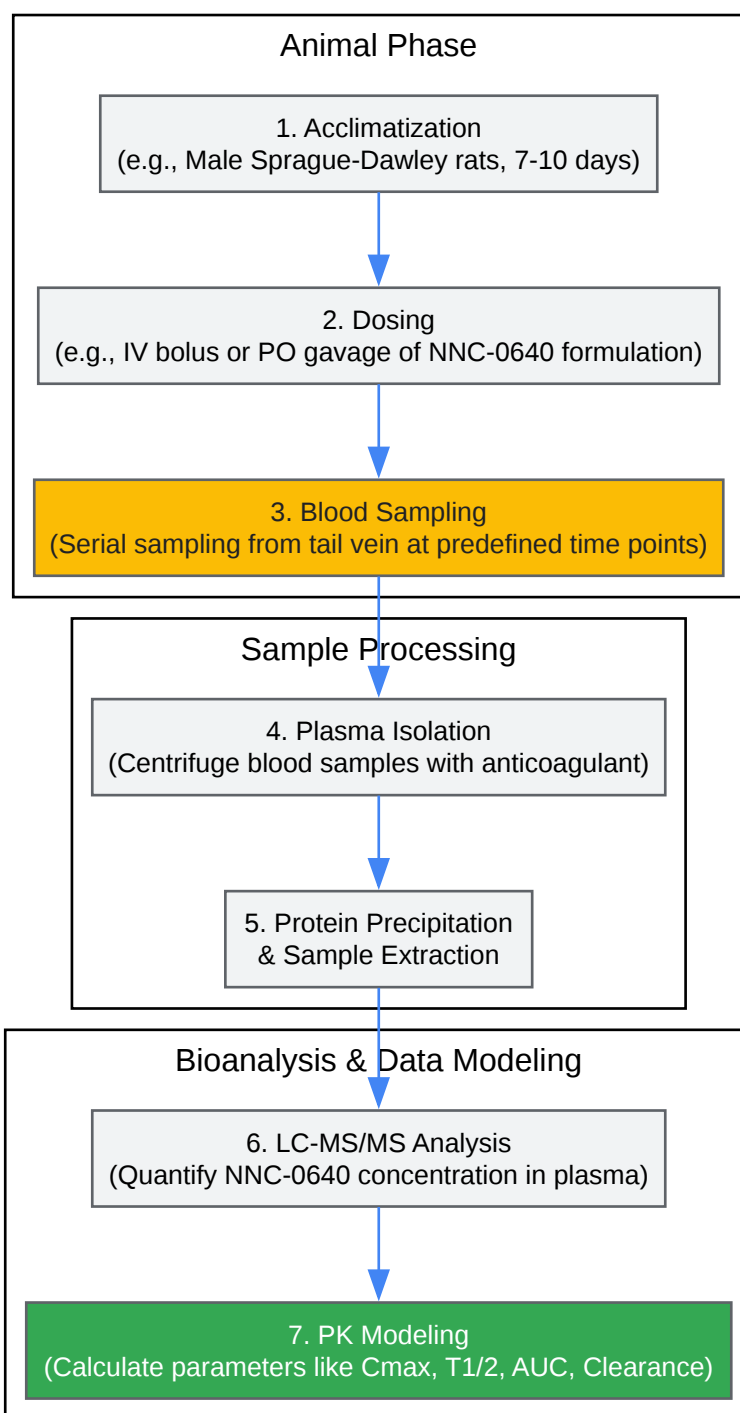 Animal Phase
1. Acclimatization
(e.g., Male Sprague-Dawley rats, 7-10 days)
2. Dosing
(e.g., IV bolus or PO gavage of NNC-0640 formulation)
3. Blood Sampling
(Serial sampling from tail vein at predefined time points)
Sample Processing
4. Plasma Isolation
(Centrifuge blood samples with anticoagulant)
5. Protein Precipitation
& Sample Extraction
Bioanalysis & Data Modeling
6. LC-MS/MS Analysis
(Quantify NNC-0640 concentration in plasma)
7. PK Modeling
(Calculate parameters like Cmax, T1/2, AUC, Clearance)